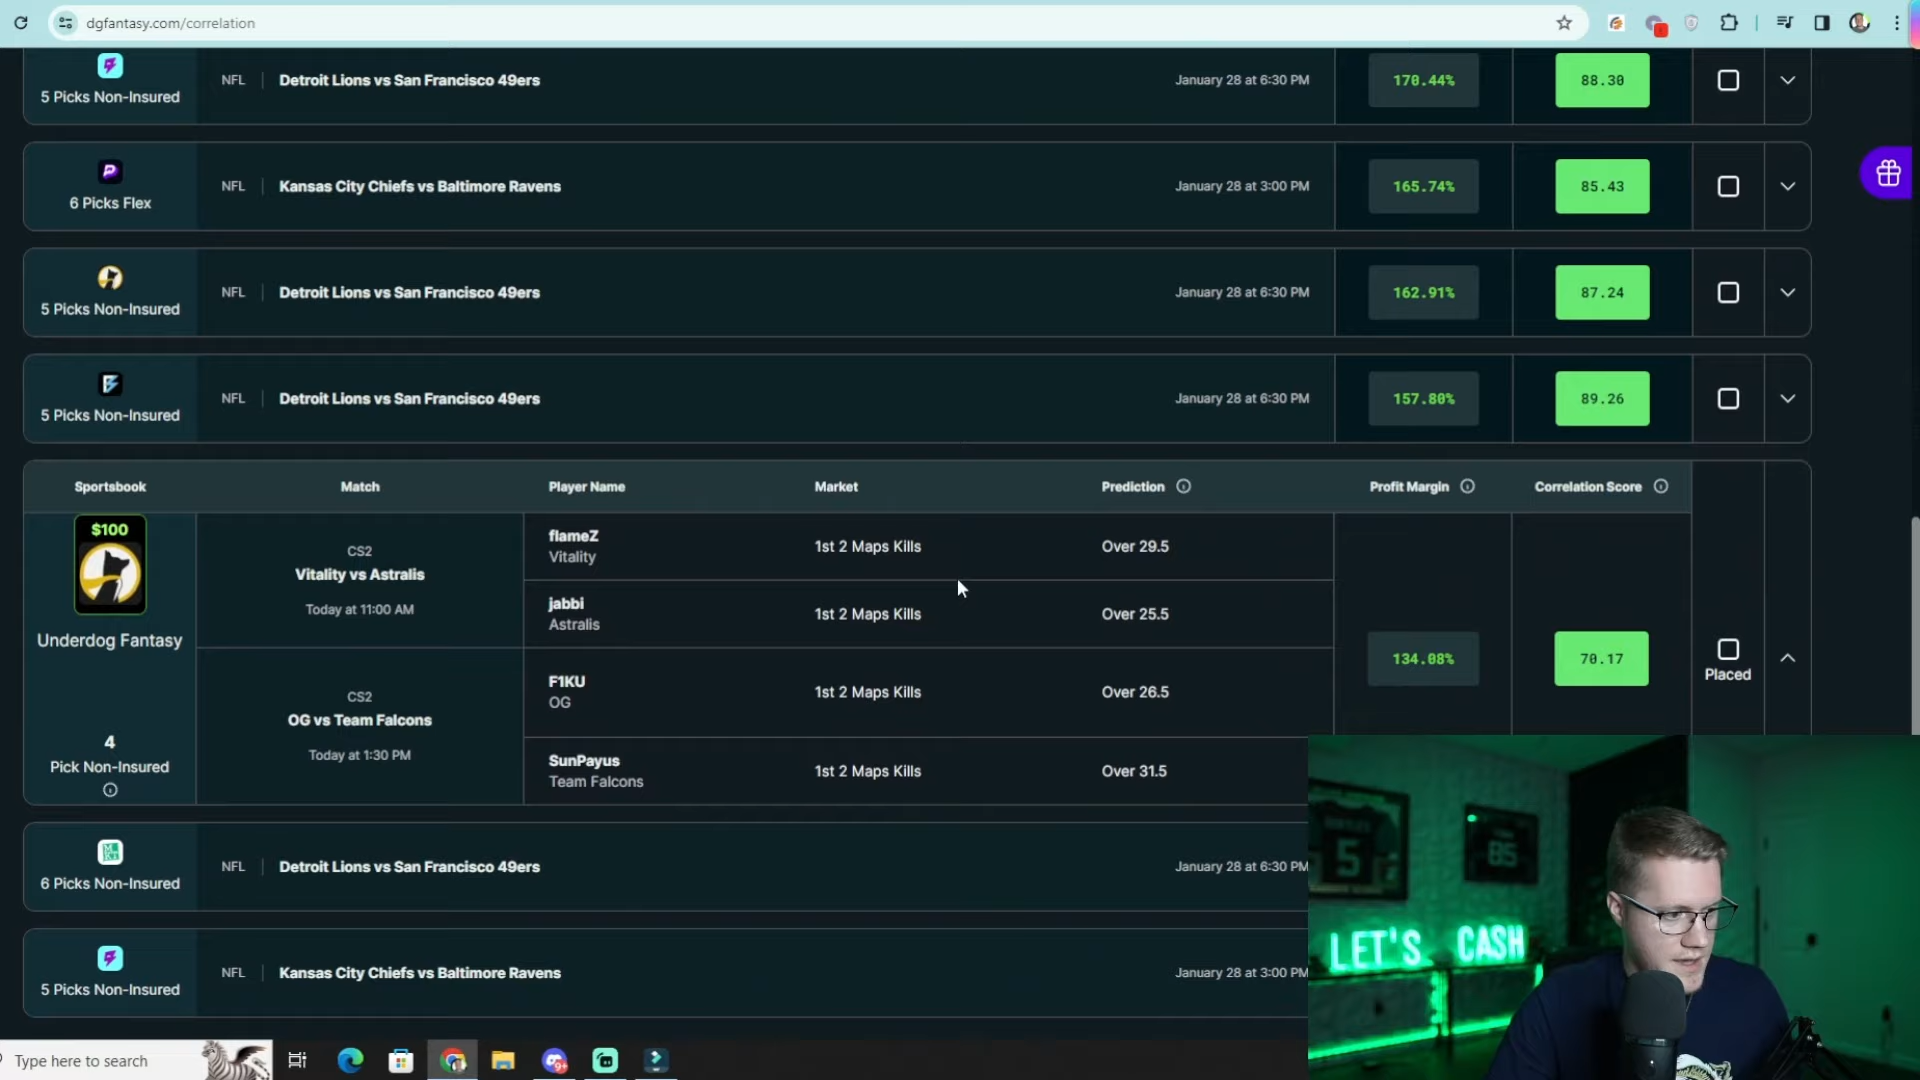 dgfantasy.com/correlation
5 Picks Non-Insured
NFL
Detroit Lions vs San Francisco 49ers
January 28 at 6:30 PM
170.44%
88.30
6 Picks Flex
NFL
Kansas City Chiefs vs Baltimore Ravens
January 28 at 3:00 PM
165.74%
85.43
5 Picks Non-Insured
NFL
Detroit Lions vs San Francisco 49ers
January 28 at 6:30 PM
162.91%
87.24
5 Picks Non-Insured
NFL
Detroit Lions vs San Francisco 49ers
January 28 at 6:30 PM
157.80%
89.26
Sportsbook
Match
Player Name
Market
Prediction
Profit Margin
Correlation Score
$100
Underdog Fantasy
4
Pick Non-Insured
CS2
Vitality vs Astralis
Today at 11:00 AM
flameZ
Vitality
1st 2 Maps Kills
Over 29.5
jabbi
Astralis
1st 2 Maps Kills
Over 25.5
CS2
OG vs Team Falcons
Today at 1:30 PM
F1KU
OG
1st 2 Maps Kills
Over 26.5
SunPayus
Team Falcons
1st 2 Maps Kills
Over 31.5
134.08%
70.17
Placed
6 Picks Non-Insured
NFL
Detroit Lions vs San Francisco 49ers
January 28 at 6:30 PM
5 Picks Non-Insured
NFL
Kansas City Chiefs vs Baltimore Ravens
January 28 at 3:00 PM
5
85
LET'S CASH
Type here to search